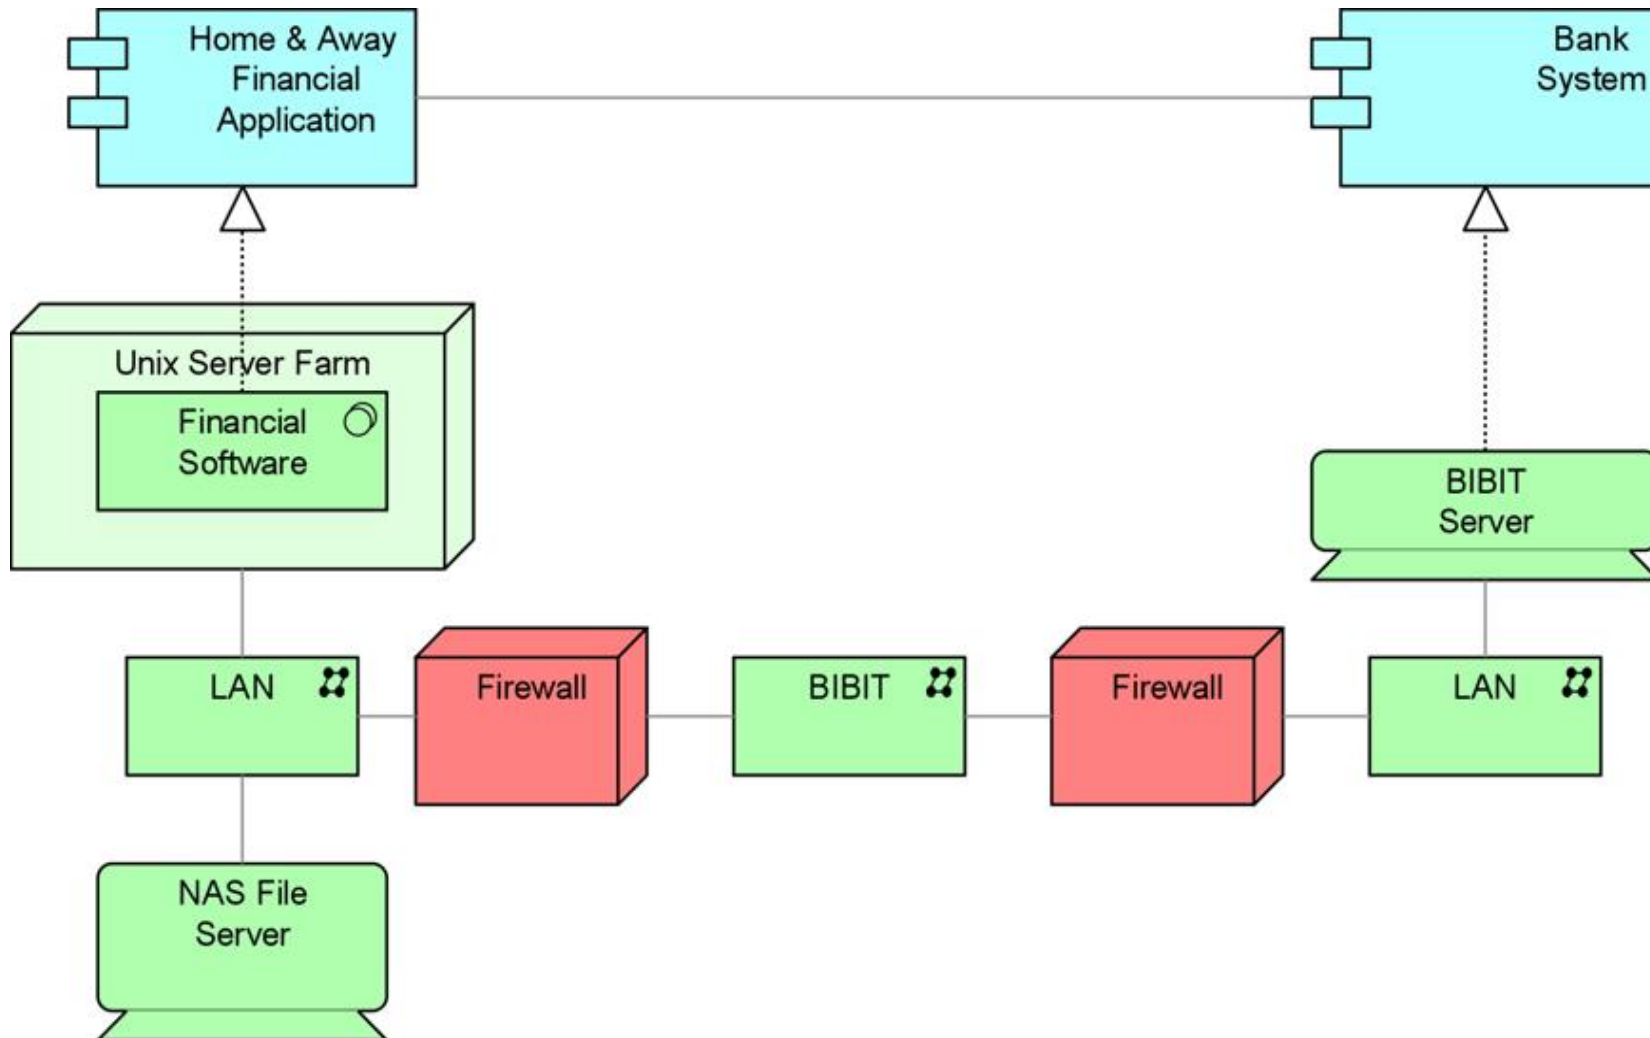 Home & Away
Financial
Application
Bank
System
Unix Server Farm
Financial
Software
BIBIT
Server
LAN
Firewall
BIBIT
Firewall
LAN
NAS File
Server